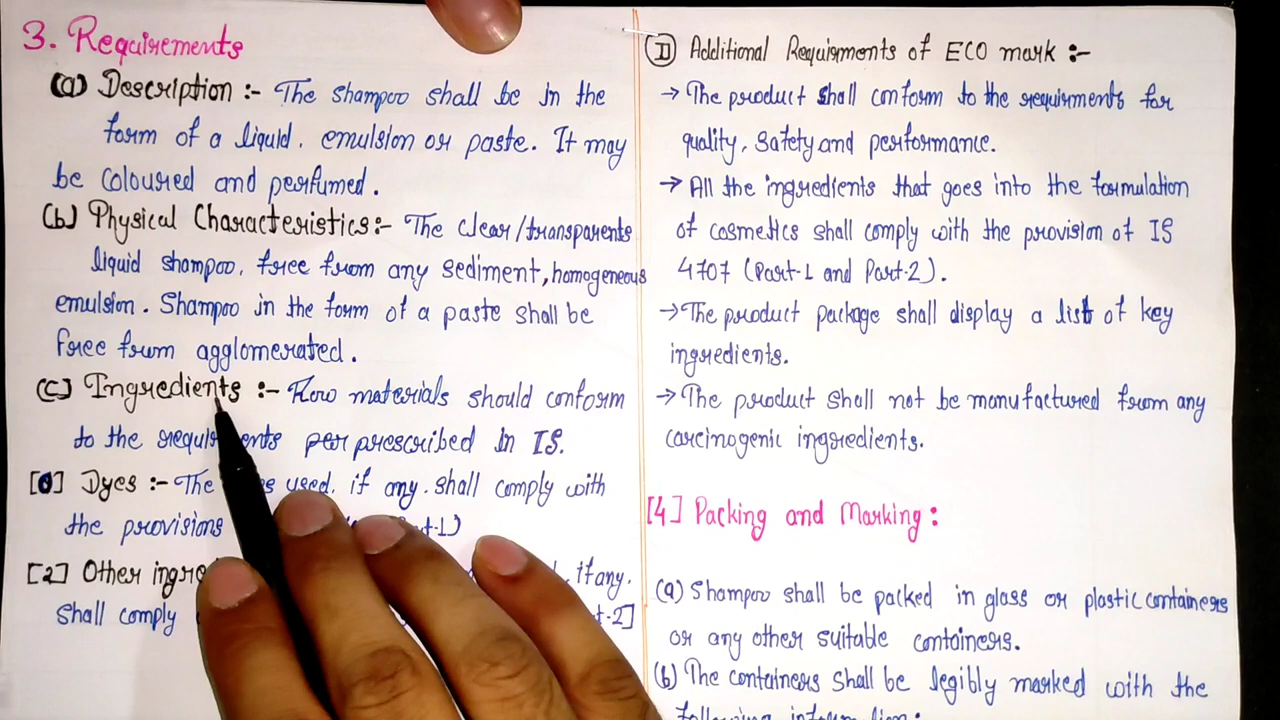 3. Requirements
(a) Description :- The shampoo shall be in the
form of a liquid, emulsion or paste. It may
be coloured and perfumed.
(b) Physical Characteristics:- The clear/transparents
liquid shampoo, free from any sediment, homogeneous
emulsion. Shampoo in the form of a paste shall be
free from agglomerated.
(c) Ingredients :- Raw materials should conform
to the per prescribed in IS.
Dyes :- The used, if any. shall comply with
the provisions
[2] Other if any.
shall comply
(D) Additional Requirments of ECO mark :-
→ The product shall conform to the requirments for
quality, safety and performance.
→ All the ingredients that goes into the formulation
of cosmetics shall comply with the provision of IS
4707 (Part-1 and Part-2).
→ The product package shall display a list of key
ingredients.
→ The product shall not be manufactured from any
carcinogenic ingredients.
[4] Packing and Marking:
(a) Shampoo shall be packed in glass or plastic containers
or any other suitable containers.
(b) The containers shall be legibly marked with the
following